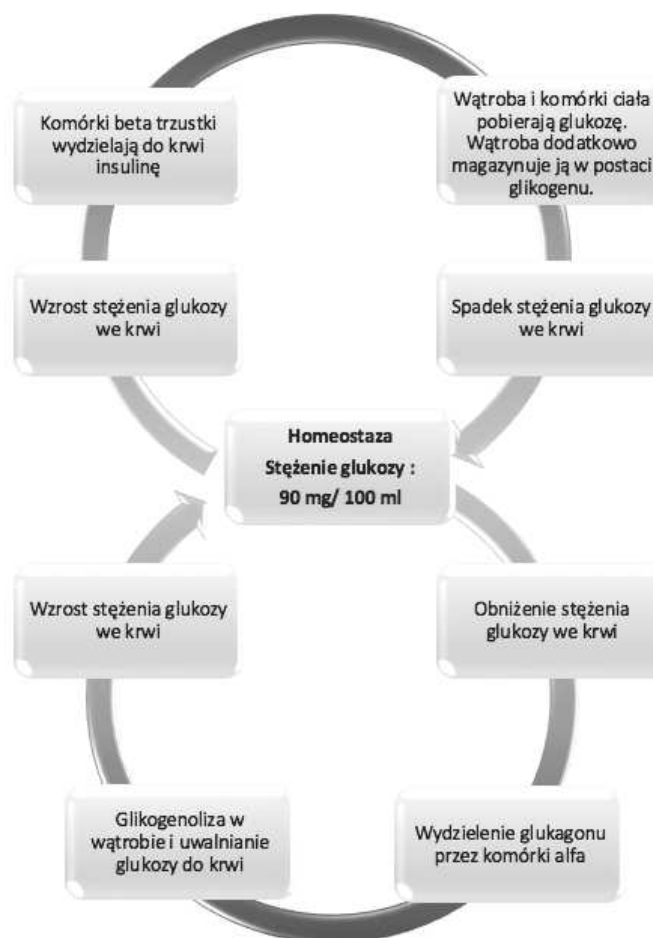 Komórki beta trzustki
wydzielają do krwi
insulinę
Wątroba i komórki ciała
pobierają glukozę.
Wątroba dodatkowo
magazynuje ją w postaci
glikogenu.
Wzrost stężenia glukozy
we krwi
Spadek stężenia glukozy
we krwi
Homeostaza
Stężenie glukozy :
90 mg/ 100 ml
Wzrost stężenia glukozy
we krwi
Obniżenie stężenia
glukozy we krwi
Glikogenoliza w
wątrobie i uwalnianie
glukozy do krwi
Wydzielenie glukagonu
przez komórki alfa